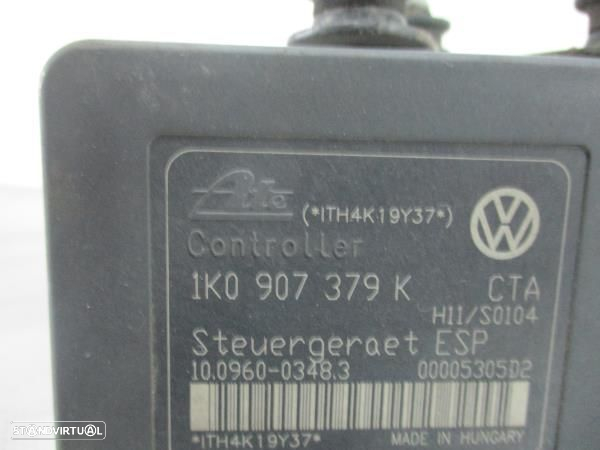 Ate (*ITH4K19Y37*)
Controller
1K0 907 379 K CTA
H11/S0104
Steuergeraet ESP
10.0960-0348.3 00005305D2
*ITH4K19Y37* MADE IN HUNGARY
STANDVIRTUAL